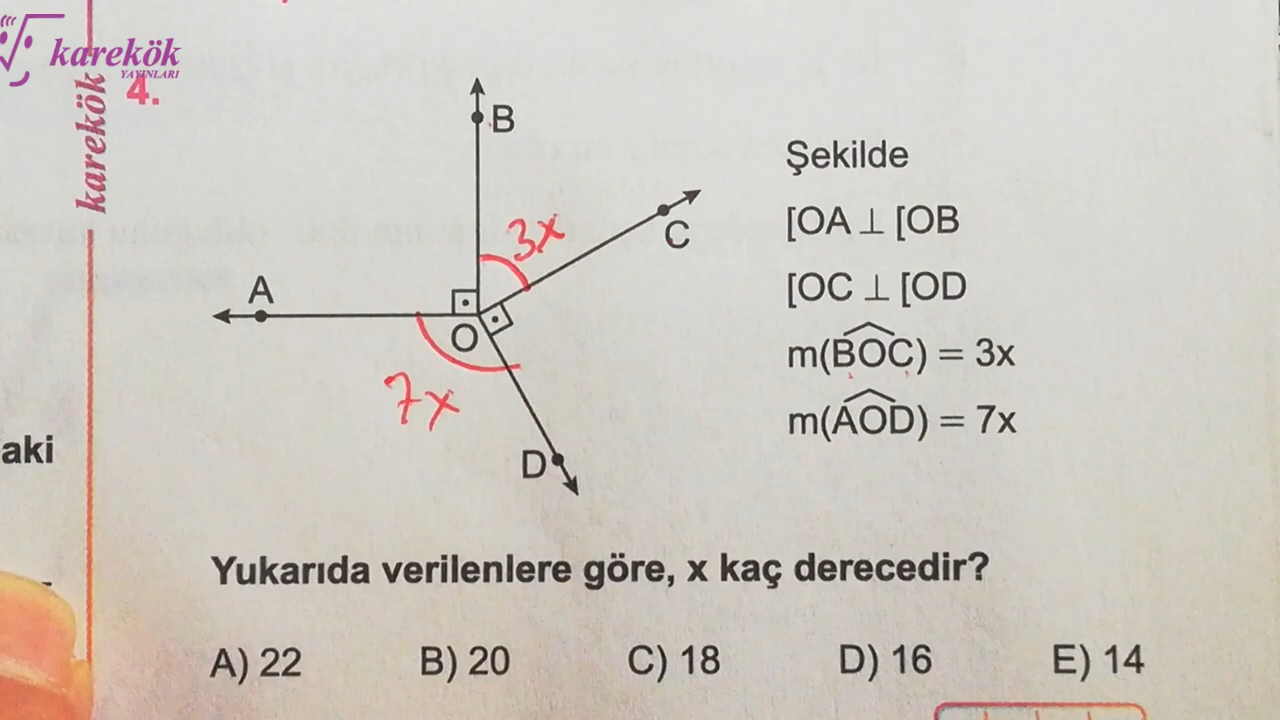 karekök
YAYINLARI
karekök
4.
B
3x
C
A
O
7x
D
Şekilde
[OA ⊥ [OB
[OC ⊥ [OD
m(BOC) = 3x
m(AOD) = 7x
aki
Yukarıda verilenlere göre, x kaç derecedir?
A) 22 B) 20 C) 18 D) 16 E) 14